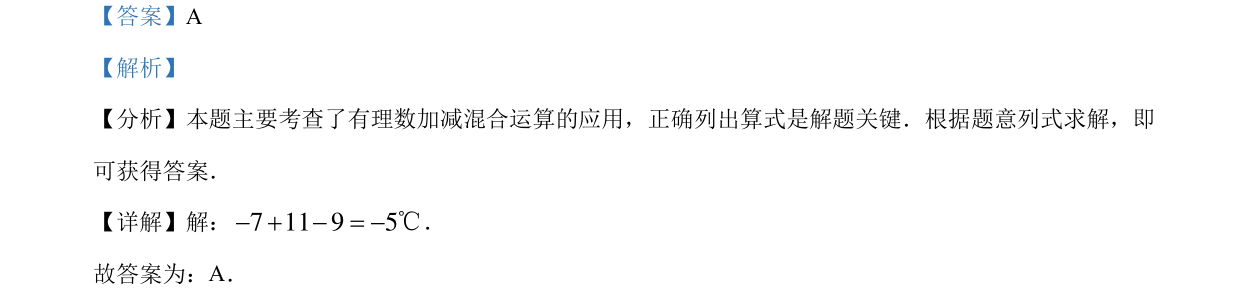 【答案】A
【解析】
【分析】本题主要考查了有理数加减混合运算的应用，正确列出算式是解题关键．根据题意列式求解，即
可获得答案．
【详解】解：−7+11−9=−5℃．
故答案为：A．